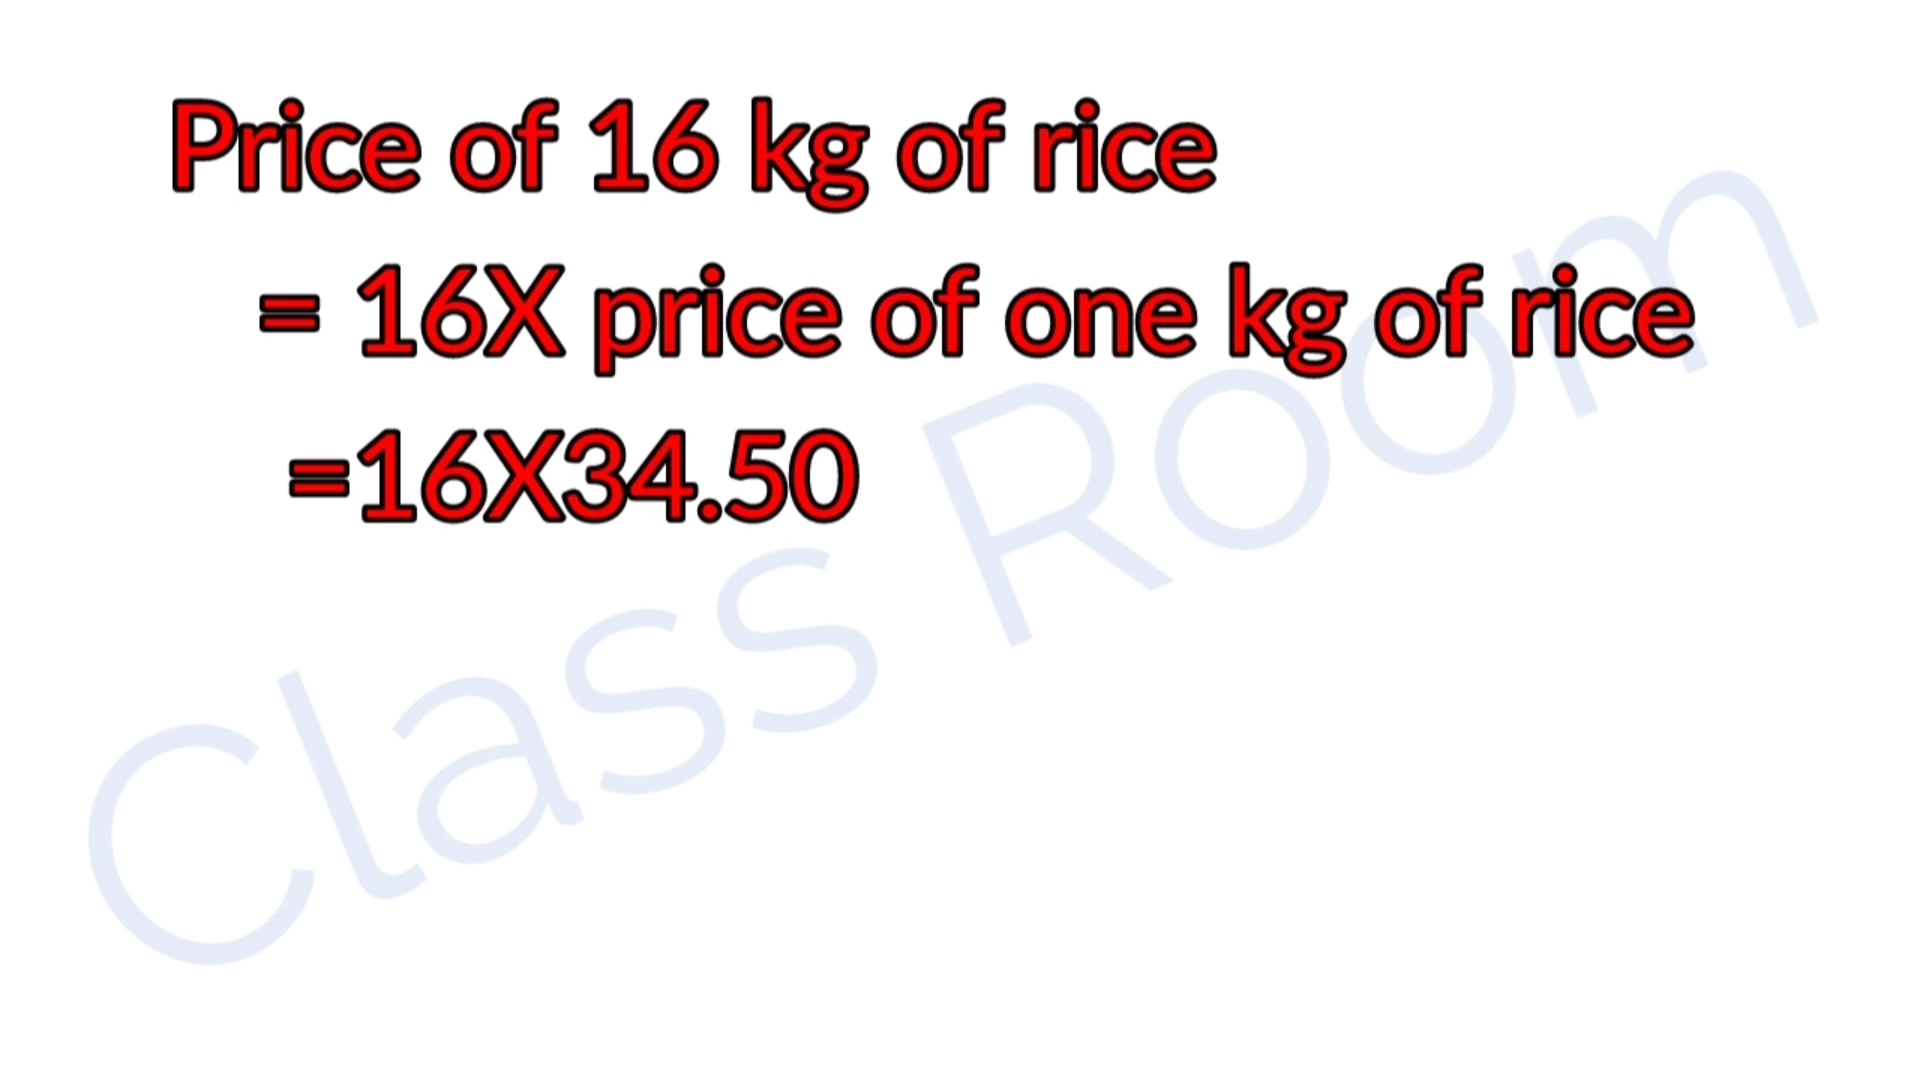 Price of 16 kg of rice
= 16X price of one kg of rice
=16X34.50
Class Room